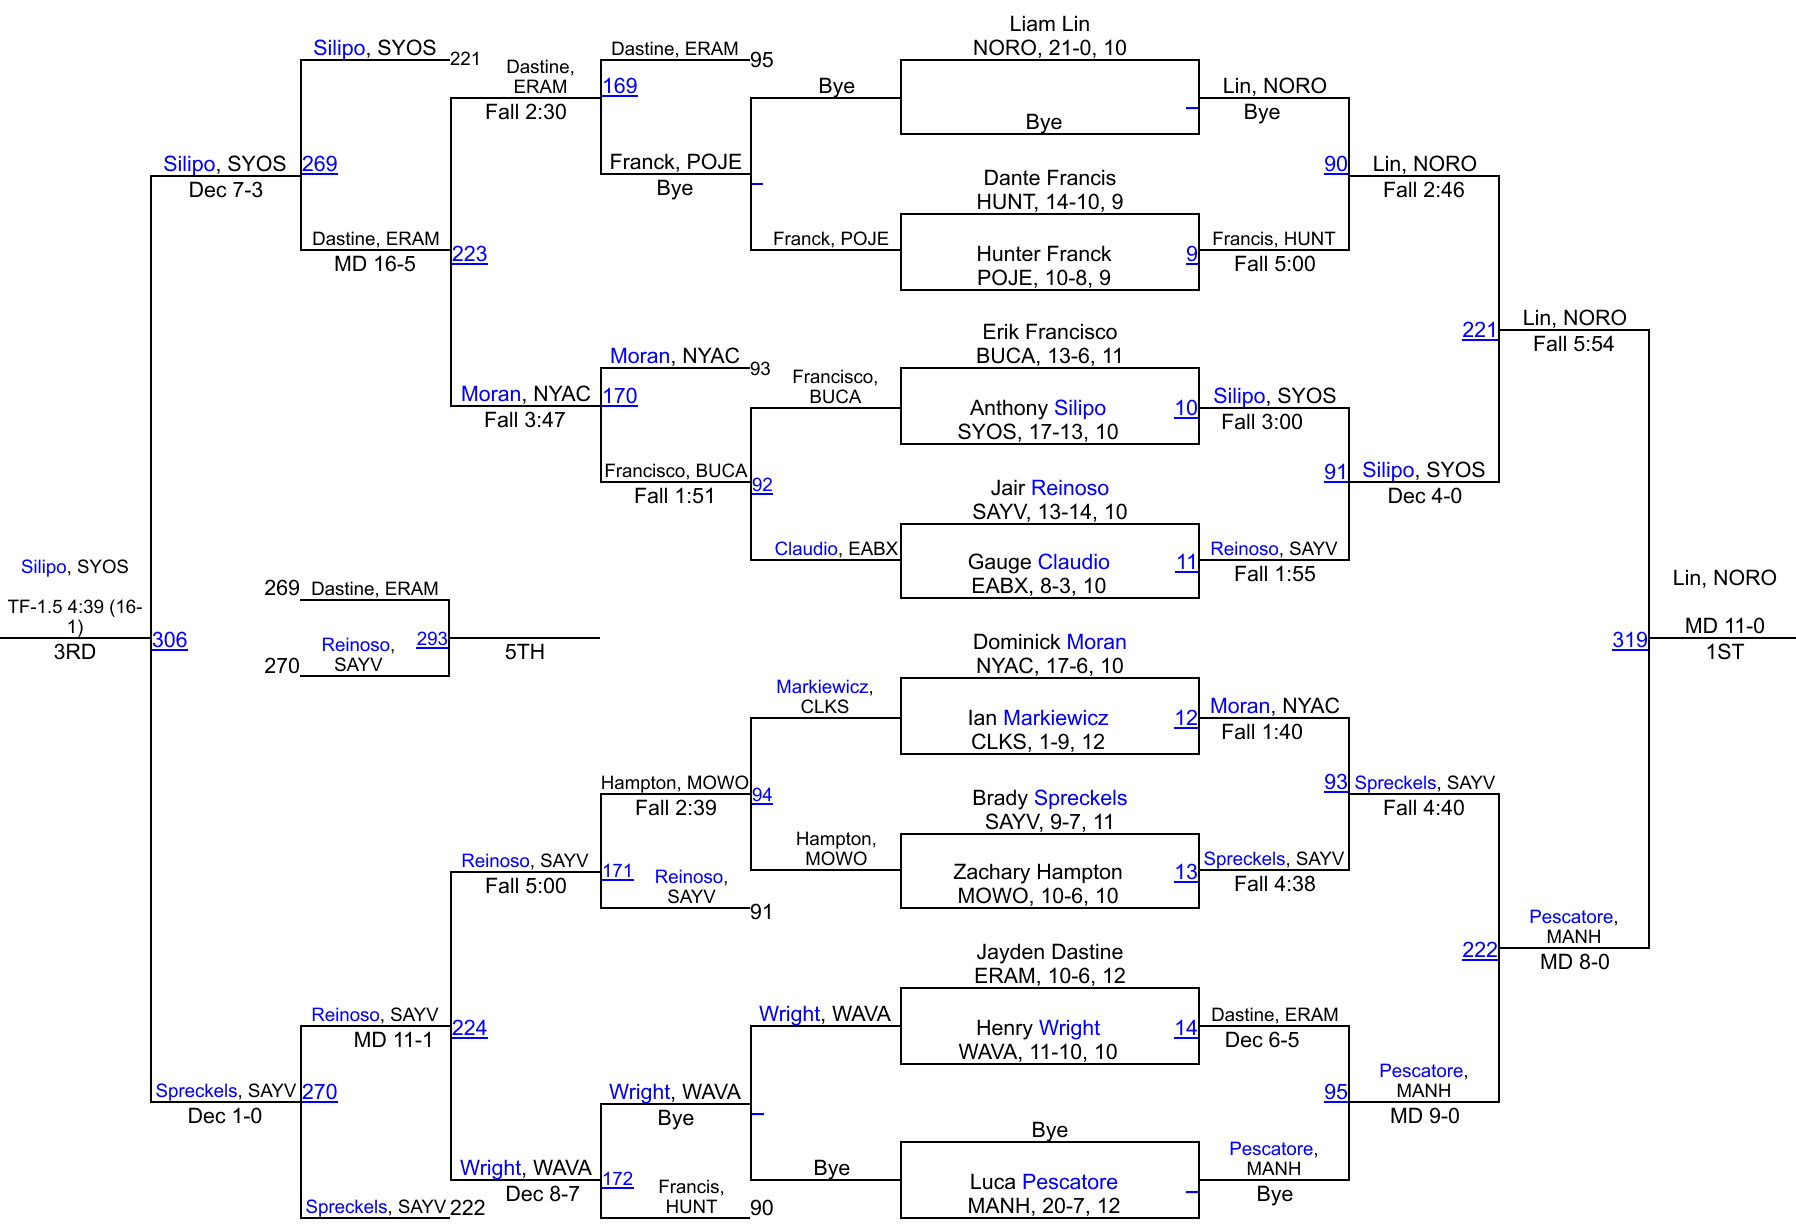 Liam Lin
NORO, 21-0, 10
Silipo, SYOS
221
Dastine, ERAM
95
Dastine,
ERAM
169
Fall 2:30
Bye
Lin, NORO
Bye
Bye
Silipo, SYOS
269
Dec 7-3
Franck, POJE
Bye
Dante Francis
HUNT, 14-10, 9
90
Lin, NORO
Fall 2:46
Dastine, ERAM
MD 16-5
223
Franck, POJE
Hunter Franck
POJE, 10-8, 9
9
Francis, HUNT
Fall 5:00
Erik Francisco
BUCA, 13-6, 11
221
Lin, NORO
Fall 5:54
Moran, NYAC
93
Francisco,
BUCA
Moran, NYAC
170
Fall 3:47
Anthony Silipo
SYOS, 17-13, 10
10
Silipo, SYOS
Fall 3:00
Francisco, BUCA
92
Fall 1:51
Jair Reinoso
SAYV, 13-14, 10
91
Silipo, SYOS
Dec 4-0
Claudio, EABX
Gauge Claudio
EABX, 8-3, 10
11
Reinoso, SAYV
Fall 1:55
Silipo, SYOS
TF-1.5 4:39 (16-
1)
306
3RD
269
Dastine, ERAM
Reinoso,
SAYV
293
270
5TH
Lin, NORO
319
MD 11-0
1ST
Dominick Moran
NYAC, 17-6, 10
Markiewicz,
CLKS
Ian Markiewicz
CLKS, 1-9, 12
12
Moran, NYAC
Fall 1:40
Hampton, MOWO
94
Fall 2:39
Brady Spreckels
SAYV, 9-7, 11
93
Spreckels, SAYV
Fall 4:40
Hampton,
MOWO
Reinoso, SAYV
Fall 5:00
171
Reinoso,
SAYV
91
Zachary Hampton
MOWO, 10-6, 10
13
Spreckels, SAYV
Fall 4:38
Jayden Dastine
ERAM, 10-6, 12
222
Pescatore,
MANH
MD 8-0
Reinoso, SAYV
MD 11-1
224
Wright, WAVA
Henry Wright
WAVA, 11-10, 10
14
Dastine, ERAM
Dec 6-5
Spreckels, SAYV
270
Dec 1-0
Wright, WAVA
Bye
95
Pescatore,
MANH
MD 9-0
Bye
Wright, WAVA
172
Dec 8-7
Bye
Luca Pescatore
MANH, 20-7, 12
Pescatore,
MANH
Bye
Spreckels, SAYV
222
Francis,
HUNT
90